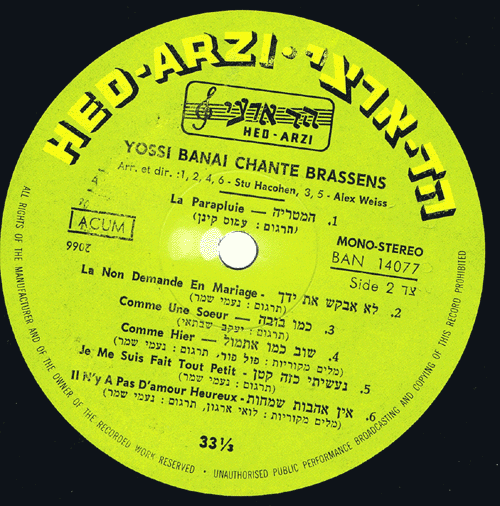 HED-ARZI • הד-ארצי
הד ארצי
HED-ARZI
YOSSI BANAI CHANTE BRASSENS
Arr. et dir. :1, 2, 4, 6 - Stu Hacohen, 3, 5 - Alex Weiss
1. המטריה — La Parapluie
(תרגום : עמוס קינן)
ACUM
MONO-STEREO
BAN 14077
Side 2 צד
2. לא אבקש את ידך - La Non Demande En Mariage
(תרגום : נעמי שמר)
3. כמו בובה — Comme Une Soeur
(תרגום : יעקב שבתאי)
4. שוב כמו אתמול — Comme Hier
(מלים מקוריות : פול פור, תרגום : נעמי שמר)
5. נעשיתי כזה קטן - Je Me Suis Fait Tout Petit
(תרגום : נעמי שמר)
6. אין אהבות שמחות- Il N'y A Pas D'amour Heureux
(מלים מקוריות : לואי ארגון, תרגום : נעמי שמר)
33⅓
ALL RIGHTS OF THE MANUFACTURER AND OF THE OWNER OF THE RECORDED WORK RESERVED • UNAUTHORISED PUBLIC PERFORMANCE BROADCASTING AND COPYING OF THIS RECORD PROHIBITED